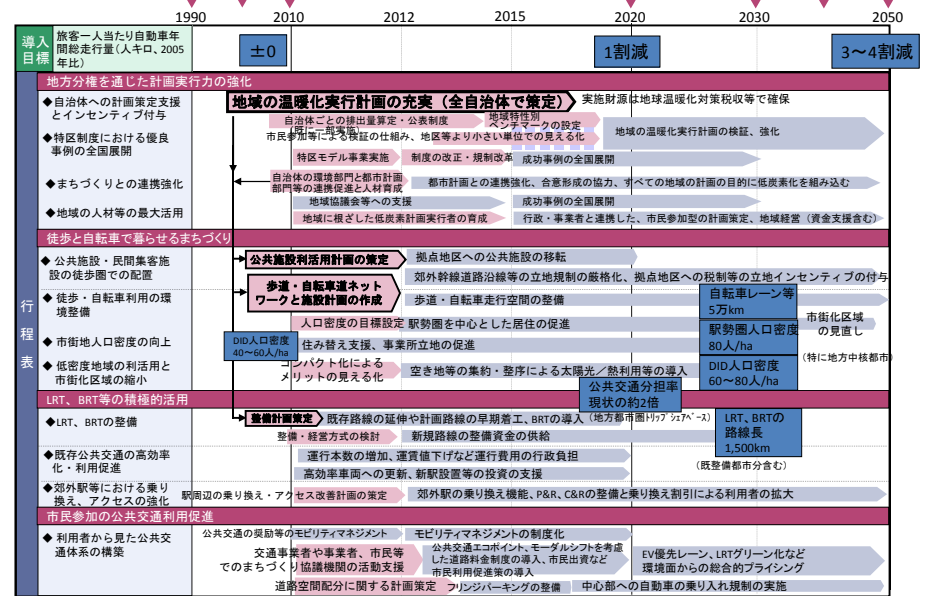 1990 2010 2012 2015 2020 2030 2050
導入
目標
旅客一人当たり自動車年
間総走行量(人キロ、2005
年比)
±0
1割減
3～4割減
行
程
表
地方分権を通じた計画実行力の強化
◆自治体への計画策定支援
とインセンティブ付与
地域の温暖化実行計画の充実(全自治体で策定)
実施財源は地球温暖化対策税収等で確保
自治体ごとの排出量算定・公表制度
(既に一部実施)
地域特性別
ベンチマークの設定
市民参加等による検証の仕組み、地区等より小さい単位での見える化
地域の温暖化実行計画の検証、強化
◆特区制度における優良
事例の全国展開
特区モデル事業実施
制度の改正・規制改革
成功事例の全国展開
◆まちづくりとの連携強化
自治体の環境部門と都市計画
部門等の連携促進と人材育成
都市計画との連携強化、合意形成の協力、すべての地域の計画の目的に低炭素化を組み込む
◆地域の人材等の最大活用
地域協議会等への支援
成功事例の全国展開
地域に根ざした低炭素計画実行者の育成
行政・事業者と連携した、市民参加型の計画策定、地域経営(資金支援含む)
徒歩と自転車で暮らせるまちづくり
◆ 公共施設・民間集客施
設の徒歩圏での配置
公共施設利活用計画の策定
拠点地区への公共施設の移転
郊外幹線道路沿線等の立地規制の厳格化、拠点地区への税制等の立地インセンティブの付与
◆ 徒歩・自転車利用の環
境整備
歩道・自転車道ネット
ワークと施設計画の作成
歩道・自転車走行空間の整備
自転車レーン等
5万km
◆ 市街地人口密度の向上
人口密度の目標設定
駅勢圏を中心とした居住の促進
駅勢圏人口密度
80人/ha
市街化区域
の見直し
(特に地方中核都市)
DID人口密度
40～60人/ha
住み替え支援、事業所立地の促進
◆ 低密度地域の利活用と
市街化区域の縮小
コンパクト化による
メリットの見える化
空き地等の集約・整序による太陽光／熱利用等の導入
DID人口密度
60～80人/ha
公共交通分担率
現状の約2倍
(地方都市圏トリップシェアベース)
LRT、BRT等の積極的活用
◆LRT、BRTの整備
整備計画策定
既存路線の延伸や計画路線の早期着工、BRTの導入
整備・経営方式の検討
新規路線の整備資金の供給
LRT、BRTの
路線長
1,500km
(既整備都市分含む)
◆既存公共交通の高効率
化・利用促進
運行本数の増加、運賃値下げなど運行費用の行政負担
高効率車両への更新、新駅設置等の投資の支援
◆郊外駅等における乗り
換え、アクセスの強化
駅周辺の乗り換え・アクセス改善計画の策定
郊外駅の乗り換え機能、P&R、C&Rの整備と乗り換え割引による利用者の拡大
市民参加の公共交通利用促進
◆ 利用者から見た公共交
通体系の構築
公共交通の奨励等のモビリティマネジメント
モビリティマネジメントの制度化
交通事業者や事業者、市民等
でのまちづくり協議機関の活動支援
公共交通エコポイント、モーダルシフトを考慮
した道路料金制度の導入、市民出資など
市民利用促進策の導入
EV優先レーン、LRTグリーン化など
環境面からの総合的プライシング
道路空間配分に関する計画策定
フリンジパーキングの整備
中心部への自動車の乗り入れ規制の実施